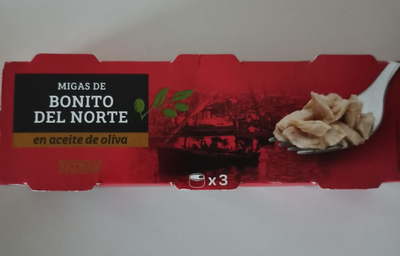 MIGAS DE
BONITO
DEL NORTE
en aceite de oliva
x 3